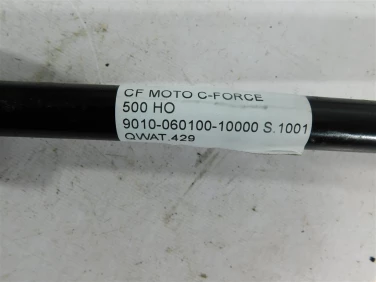 CF MOTO C-FORCE
500 HO
9010-060100-10000 S.1001
QWAT.429